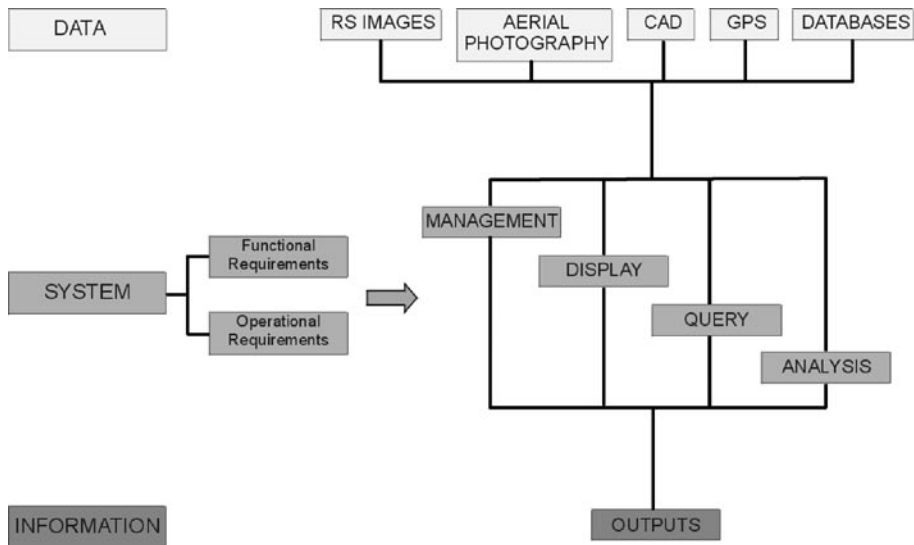 DATA
RS IMAGES
AERIAL
PHOTOGRAPHY
CAD
GPS
DATABASES
MANAGEMENT
Functional
Requirements
DISPLAY
SYSTEM
Operational
Requirements
QUERY
ANALYSIS
INFORMATION
OUTPUTS